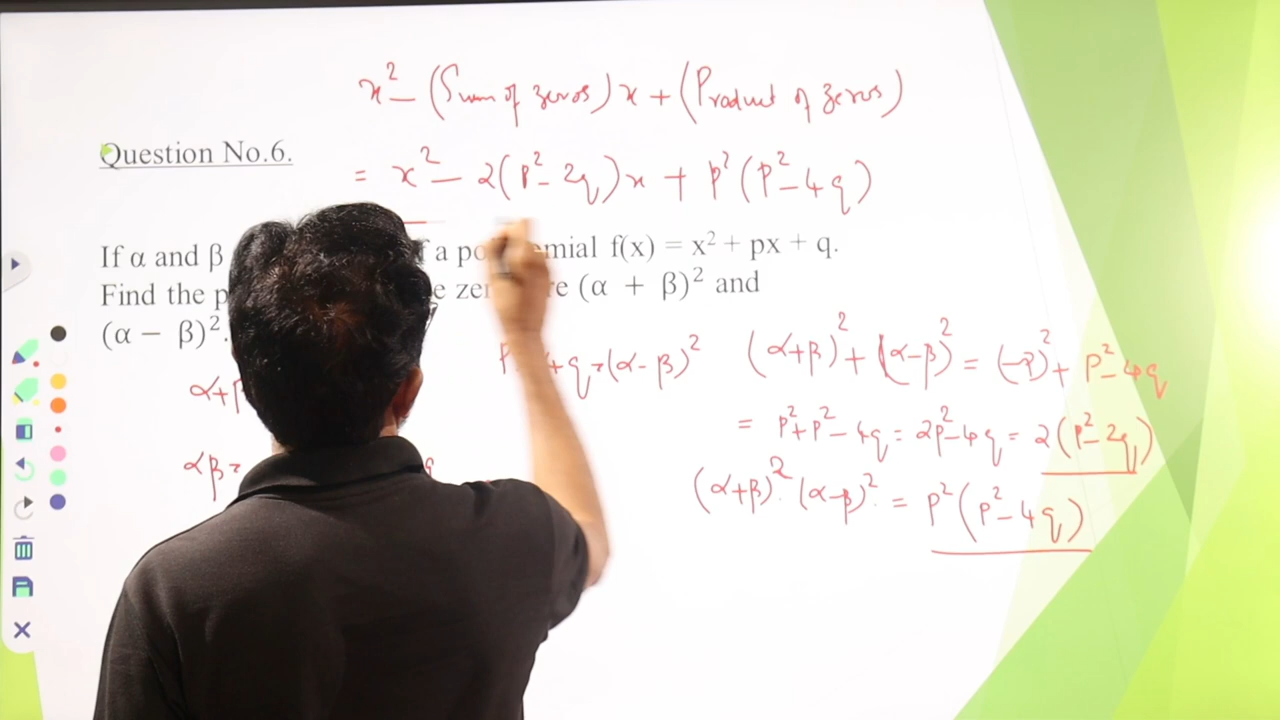 x² - (Sum of zeros)x + (Product of zeros)
Question No.6.
= x² - 2(p² - 2q)x + p²(p² - 4q)
If α and β a mial f(x) = x² + px + q.
Find the (α + β)² and
(α − β)².
+q = (α-β)²
(α+β)² + (α-β)² = (-p)² + p² - 4q
= p² + p² - 4q = 2p² - 4q = 2(p² - 2q)
αβ =
(α+β)² . (α-β)² = p²(p² - 4q)